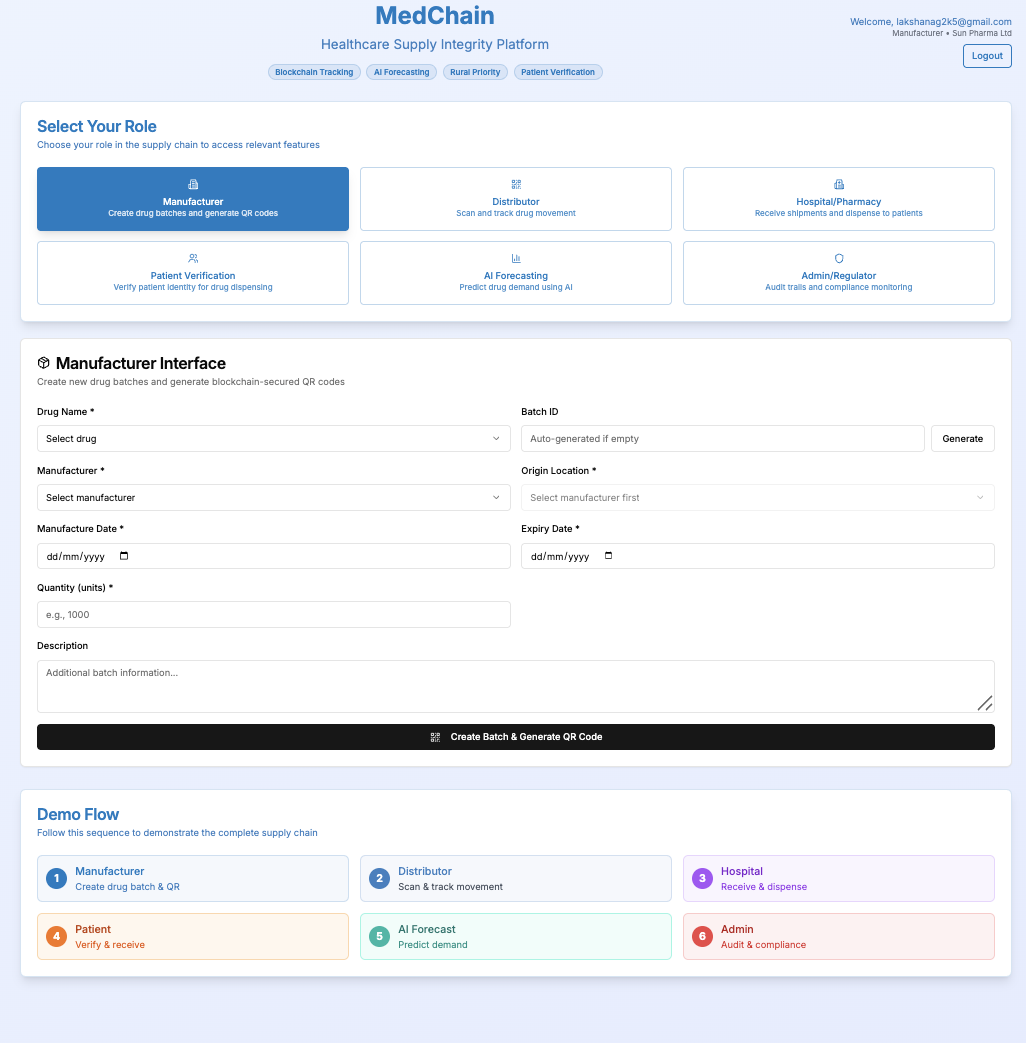 MedChain
Healthcare Supply Integrity Platform
Blockchain Tracking
AI Forecasting
Rural Priority
Patient Verification
Welcome, lakshanag2k5@gmail.com
Manufacturer • Sun Pharma Ltd
Logout
Select Your Role
Choose your role in the supply chain to access relevant features
Manufacturer
Create drug batches and generate QR codes
Distributor
Scan and track drug movement
Hospital/Pharmacy
Receive shipments and dispense to patients
Patient Verification
Verify patient identity for drug dispensing
AI Forecasting
Predict drug demand using AI
Admin/Regulator
Audit trails and compliance monitoring
Manufacturer Interface
Create new drug batches and generate blockchain-secured QR codes
Drug Name *
Select drug
Batch ID
Auto-generated if empty
Generate
Manufacturer *
Select manufacturer
Origin Location *
Select manufacturer first
Manufacture Date *
dd/mm/yyyy
Expiry Date *
dd/mm/yyyy
Quantity (units) *
e.g., 1000
Description
Additional batch information...
Create Batch & Generate QR Code
Demo Flow
Follow this sequence to demonstrate the complete supply chain
1
Manufacturer
Create drug batch & QR
2
Distributor
Scan & track movement
3
Hospital
Receive & dispense
4
Patient
Verify & receive
5
AI Forecast
Predict demand
6
Admin
Audit & compliance